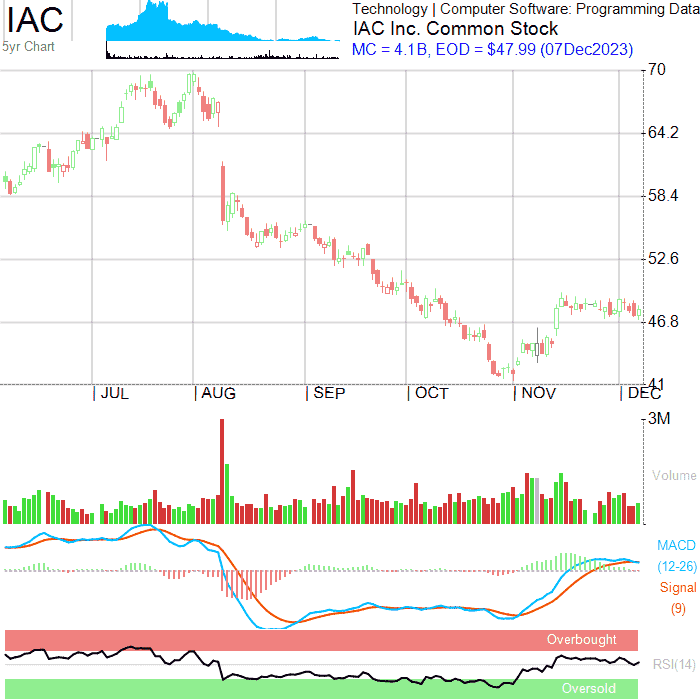 IAC
5yr Chart
Technology | Computer Software: Programming Data
IAC Inc. Common Stock
MC = 4.1B, EOD = $47.99 (07Dec2023)
70
64.2
58.4
52.6
46.8
41
JUL AUG SEP OCT NOV DEC
3M
Volume
MACD
(12-26)
Signal
(9)
Overbought
RSI(14)
Oversold